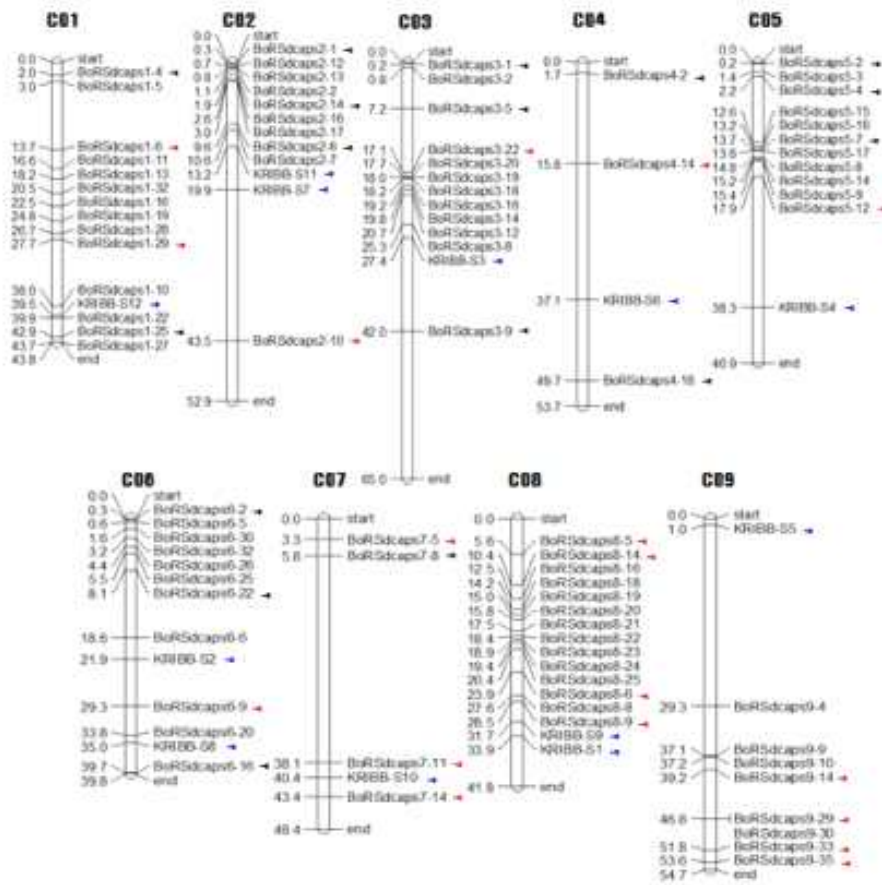 C01
0.0 start
2.0 BoRSdcaps1-4
3.0 BoRSdcaps1-5
13.7 BoRSdcaps1-6
16.6 BoRSdcaps1-11
18.2 BoRSdcaps1-13
20.5 BoRSdcaps1-32
22.5 BoRSdcaps1-16
24.8 BoRSdcaps1-19
26.7 BoRSdcaps1-28
27.7 BoRSdcaps1-29
38.0 BoRSdcaps1-10
39.5 KRIBB-S12
39.9 BoRSdcaps1-22
42.9 BoRSdcaps1-25
43.7 BoRSdcaps1-27
43.8 end
C02
0.0 start
0.3 BoRSdcaps2-1
0.7 BoRSdcaps2-12
0.8 BoRSdcaps2-13
1.1 BoRSdcaps2-2
1.9 BoRSdcaps2-14
2.6 BoRSdcaps2-16
3.0 BoRSdcaps2-17
9.6 BoRSdcaps2-6
10.6 BoRSdcaps2-7
13.2 KRIBB-S11
19.9 KRIBB-S7
43.5 BoRSdcaps2-10
52.9 end
C03
0.0 start
0.2 BoRSdcaps3-1
0.8 BoRSdcaps3-2
7.2 BoRSdcaps3-5
17.1 BoRSdcaps3-22
17.7 BoRSdcaps3-20
18.0 BoRSdcaps3-19
18.2 BoRSdcaps3-18
19.2 BoRSdcaps3-16
19.8 BoRSdcaps3-14
20.7 BoRSdcaps3-12
25.3 BoRSdcaps3-8
27.4 KRIBB-S3
42.0 BoRSdcaps3-9
65.0 end
C04
0.0 start
1.7 BoRSdcaps4-2
15.8 BoRSdcaps4-14
37.1 KRIBB-S6
49.7 BoRSdcaps4-18
53.7 end
C05
0.0 start
0.2 BoRSdcaps5-2
1.4 BoRSdcaps5-3
2.2 BoRSdcaps5-4
12.6 BoRSdcaps5-15
13.2 BoRSdcaps5-16
13.7 BoRSdcaps5-7
13.8 BoRSdcaps5-17
14.8 BoRSdcaps5-8
15.2 BoRSdcaps5-14
15.4 BoRSdcaps5-9
17.9 BoRSdcaps5-12
38.3 KRIBB-S4
46.9 end
C06
0.0 start
0.3 BoRSdcaps6-2
0.6 BoRSdcaps6-5
1.6 BoRSdcaps6-30
3.2 BoRSdcaps6-32
4.4 BoRSdcaps6-26
5.5 BoRSdcaps6-25
8.1 BoRSdcaps6-22
18.6 BoRSdcaps6-6
21.9 KRIBB-S2
29.3 BoRSdcaps6-9
33.8 BoRSdcaps6-20
35.0 KRIBB-S8
39.7 BoRSdcaps6-16
39.8 end
C07
0.0 start
3.3 BoRSdcaps7-5
5.8 BoRSdcaps7-8
38.1 BoRSdcaps7-11
40.4 KRIBB-S10
43.4 BoRSdcaps7-14
48.4 end
C08
0.0 start
5.6 BoRSdcaps8-5
10.4 BoRSdcaps8-14
12.5 BoRSdcaps8-16
14.2 BoRSdcaps8-18
15.0 BoRSdcaps8-19
15.8 BoRSdcaps8-20
17.5 BoRSdcaps8-21
18.4 BoRSdcaps8-22
18.9 BoRSdcaps8-23
19.4 BoRSdcaps8-24
20.4 BoRSdcaps8-25
23.9 BoRSdcaps8-6
27.6 BoRSdcaps8-8
28.5 BoRSdcaps8-9
31.7 KRIBB-S9
33.9 KRIBB-S1
41.8 end
C09
0.0 start
1.0 KRIBB-S5
29.3 BoRSdcaps9-4
37.1 BoRSdcaps9-9
37.2 BoRSdcaps9-10
39.2 BoRSdcaps9-14
46.8 BoRSdcaps9-29
BoRSdcaps9-30
51.8 BoRSdcaps9-33
53.6 BoRSdcaps9-35
54.7 end